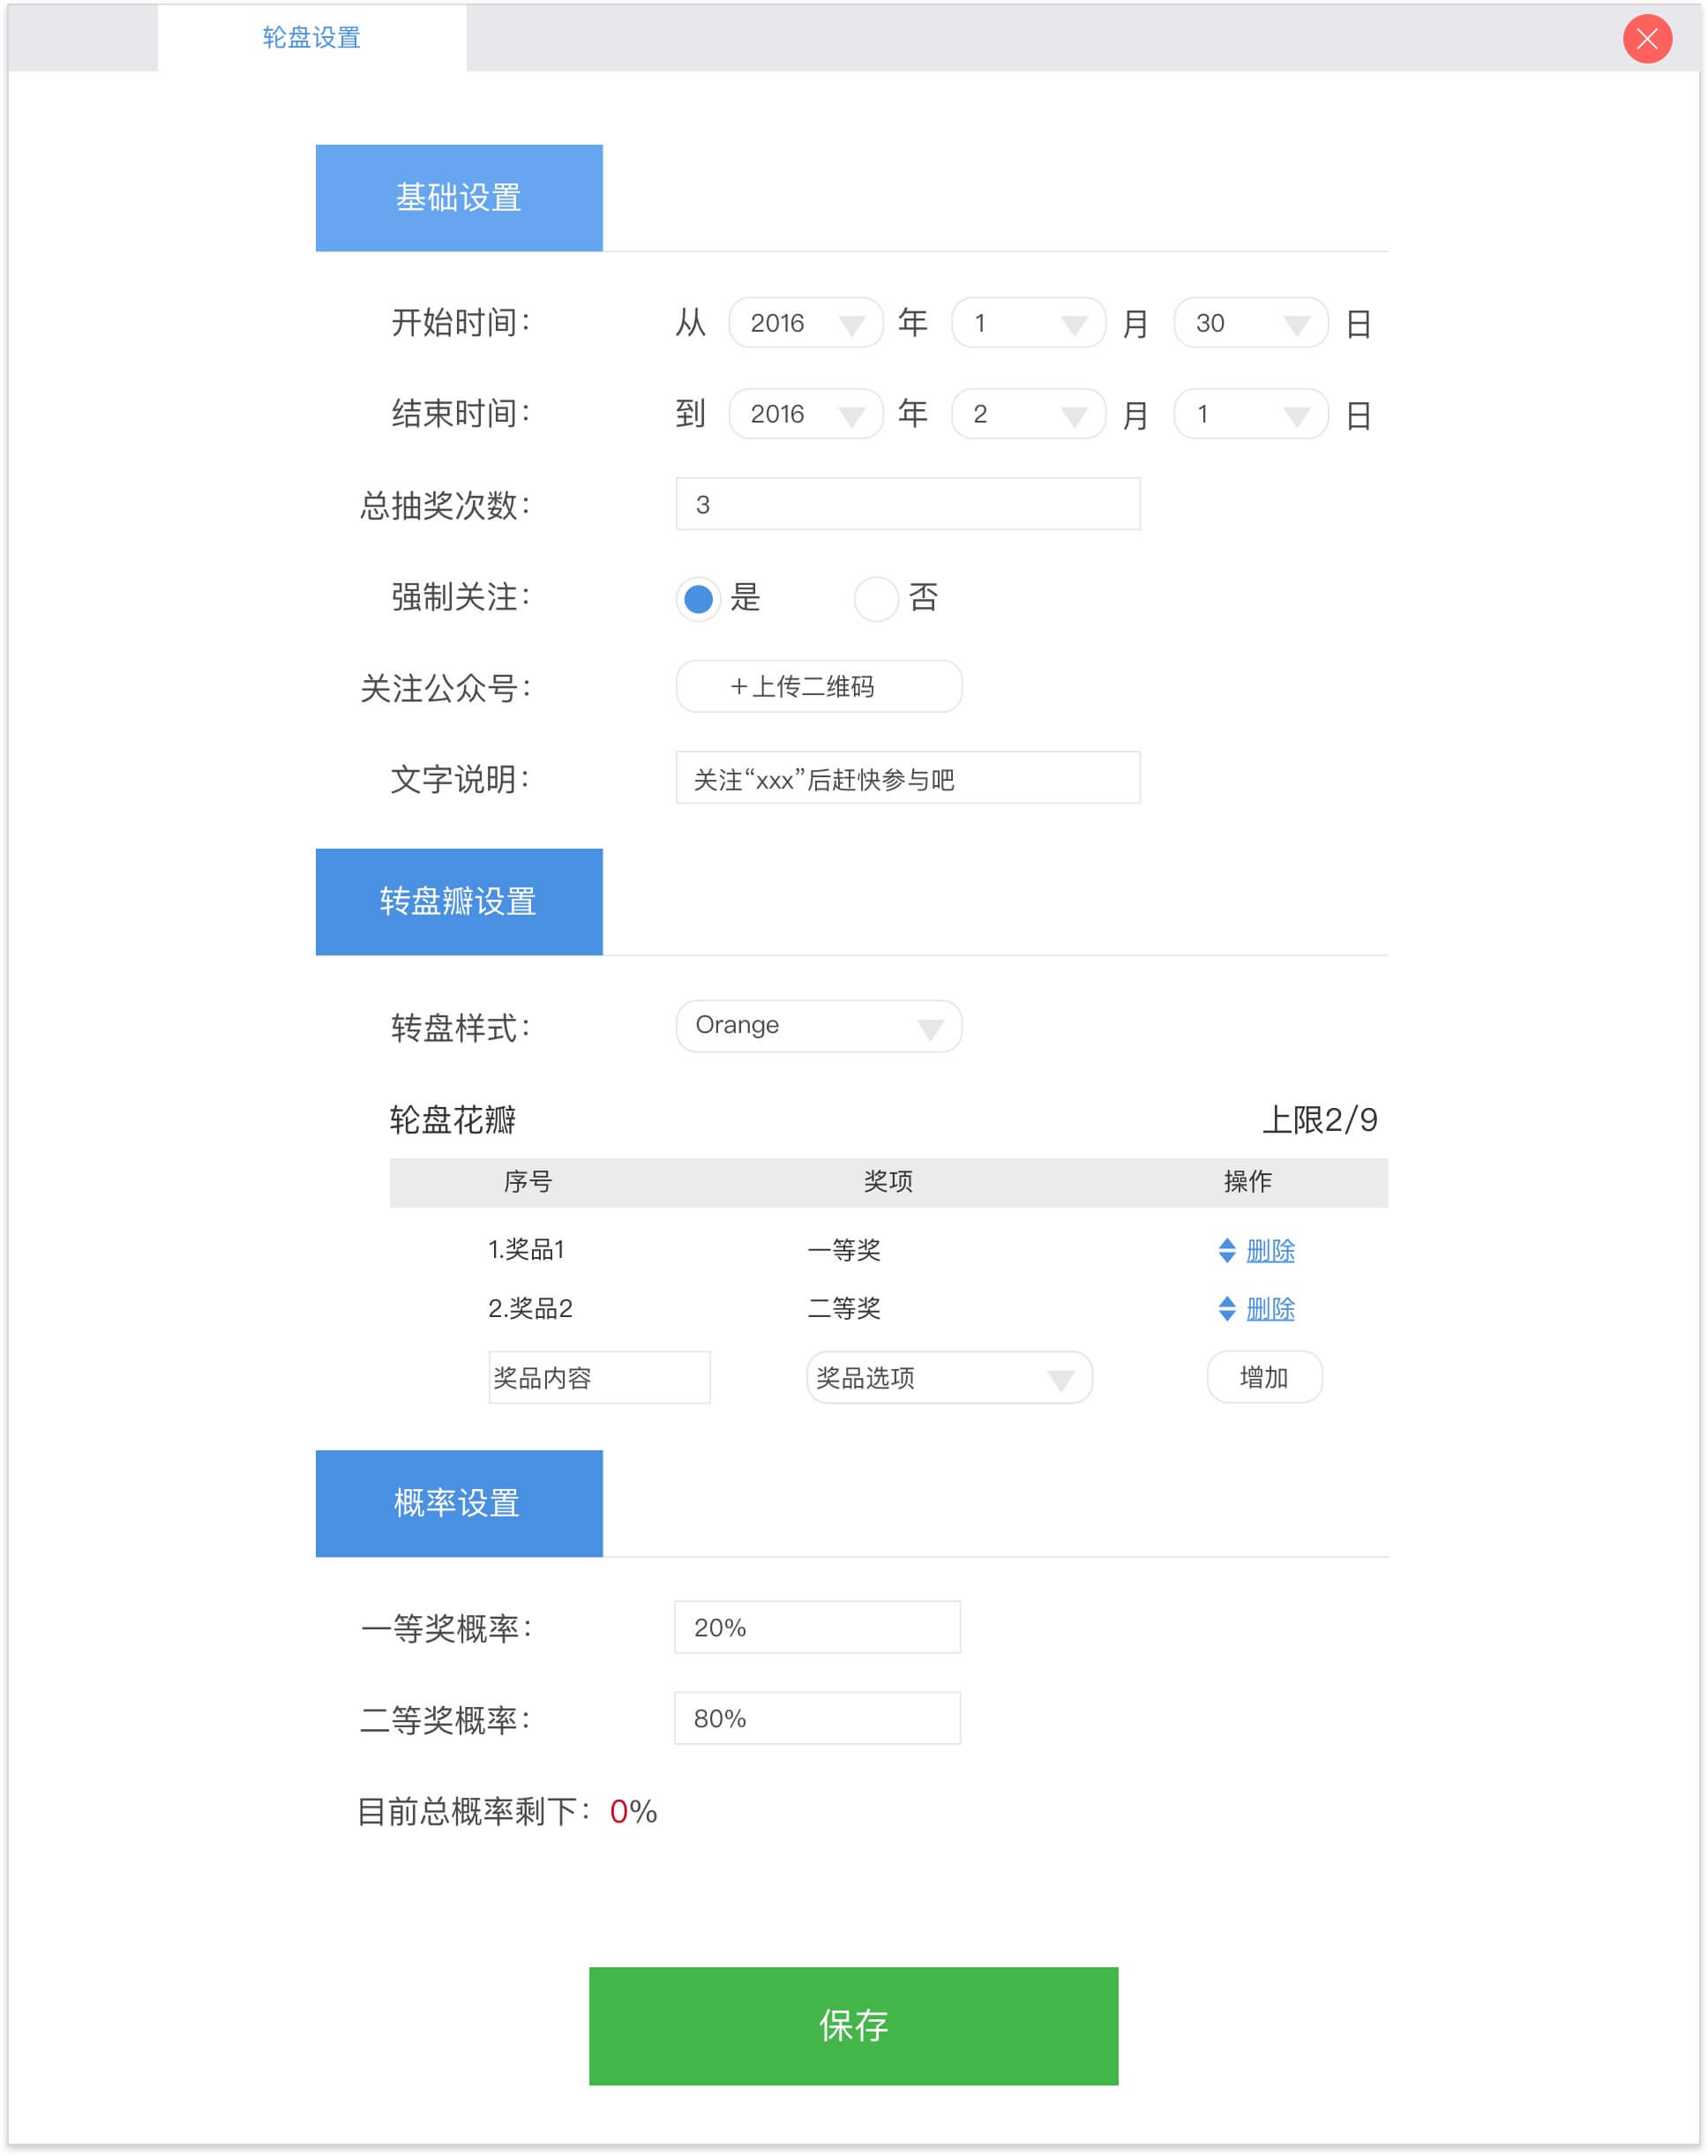 轮盘设置
基础设置
开始时间： 从 2016 年 1 月 30 日
结束时间： 到 2016 年 2 月 1 日
总抽奖次数： 3
强制关注： 是 否
关注公众号： +上传二维码
文字说明： 关注“xxx”后赶快参与吧
转盘瓣设置
转盘样式： Orange
轮盘花瓣 上限2/9
序号 奖项 操作
1.奖品1 一等奖 删除
2.奖品2 二等奖 删除
奖品内容 奖品选项 增加
概率设置
一等奖概率： 20%
二等奖概率： 80%
目前总概率剩下：0%
保存